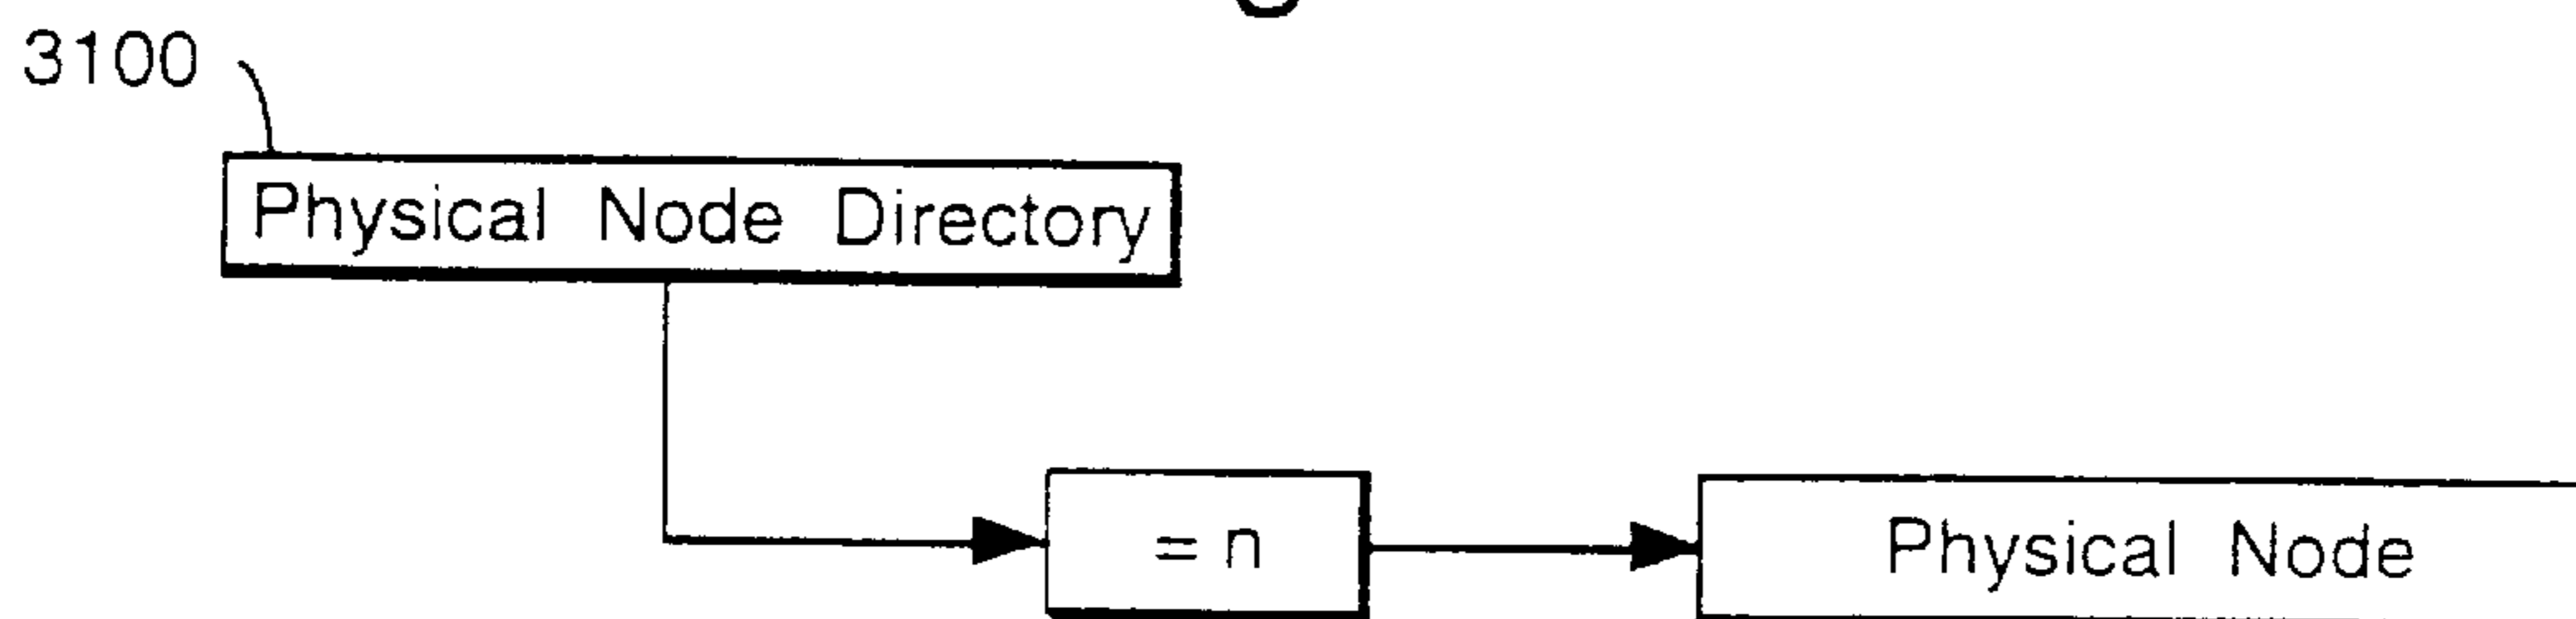 3100
Physical Node Directory
= n
Physical Node